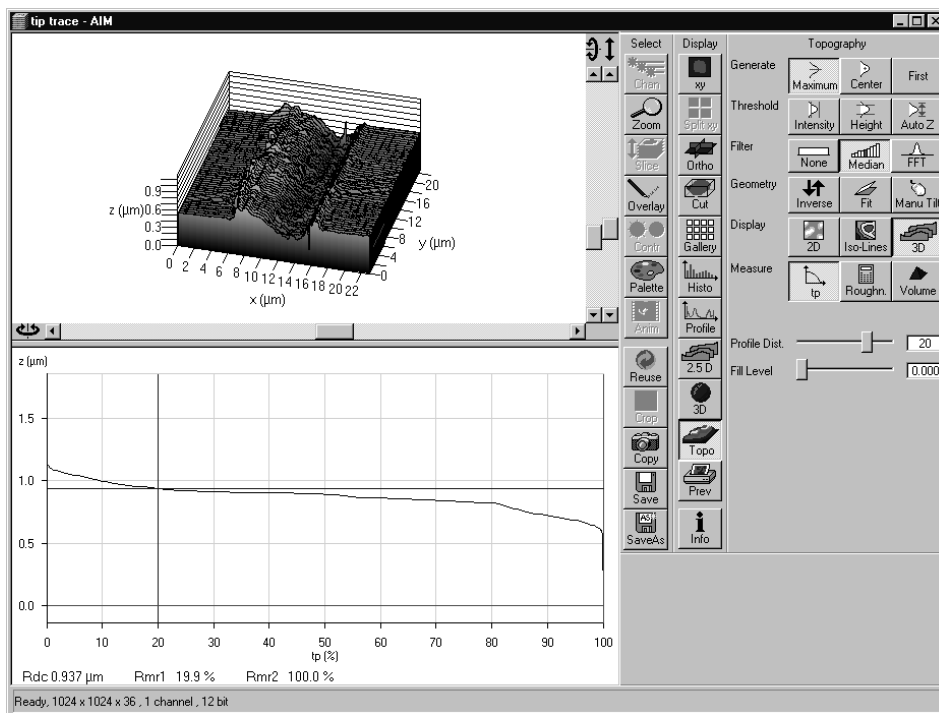 tip trace - AIM
0.9
z (µm) 0.6
0.3
0.0
0 2 4 6 8 10 12 14 16 18 20 22
x (µm)
0 4 8 12 16 20
y (µm)
Select
Chan
Zoom
Slice
Overlay
Contr
Palette
Anim
Reuse
Crop
Copy
Save
AS
SaveAs
Display
xy
Split xy
Ortho
Cut
Gallery
Histo
Profile
2.5 D
3D
Topo
Prev
Info
Topography
Generate
Maximum Center First
Threshold
Intensity Height Auto Z
Filter
None Median FFT
Geometry
Inverse Fit Manu Tilt
Display
2D Iso-Lines 3D
Measure
tp Roughn. Volume
Profile Dist. 20
Fill Level 0.000
z (µm)
1.5
1.0
0.5
0.0
0 10 20 30 40 50 60 70 80 90 100
tp (%)
Rdc 0.937 µm Rmr1 19.9 % Rmr2 100.0 %
Ready, 1024 x 1024 x 36 , 1 channel , 12 bit